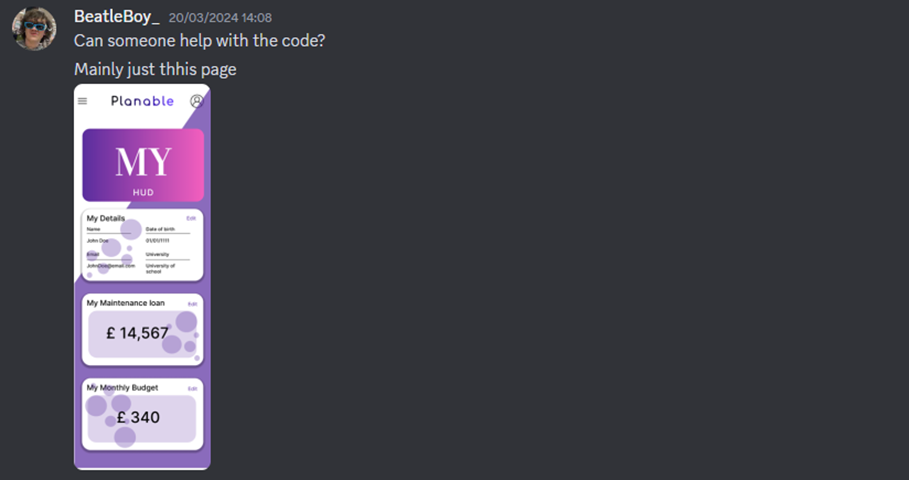 BeatleBoy_ 20/03/2024 14:08
Can someone help with the code?
Mainly just thhis page
Planable
MY
HUD
My Details Edit
Name Date of birth
John Doe 01/01/1111
Email University
JohnDoe@email.com University of
school
My Maintenance loan Edit
£ 14,567
My Monthly Budget Edit
£ 340